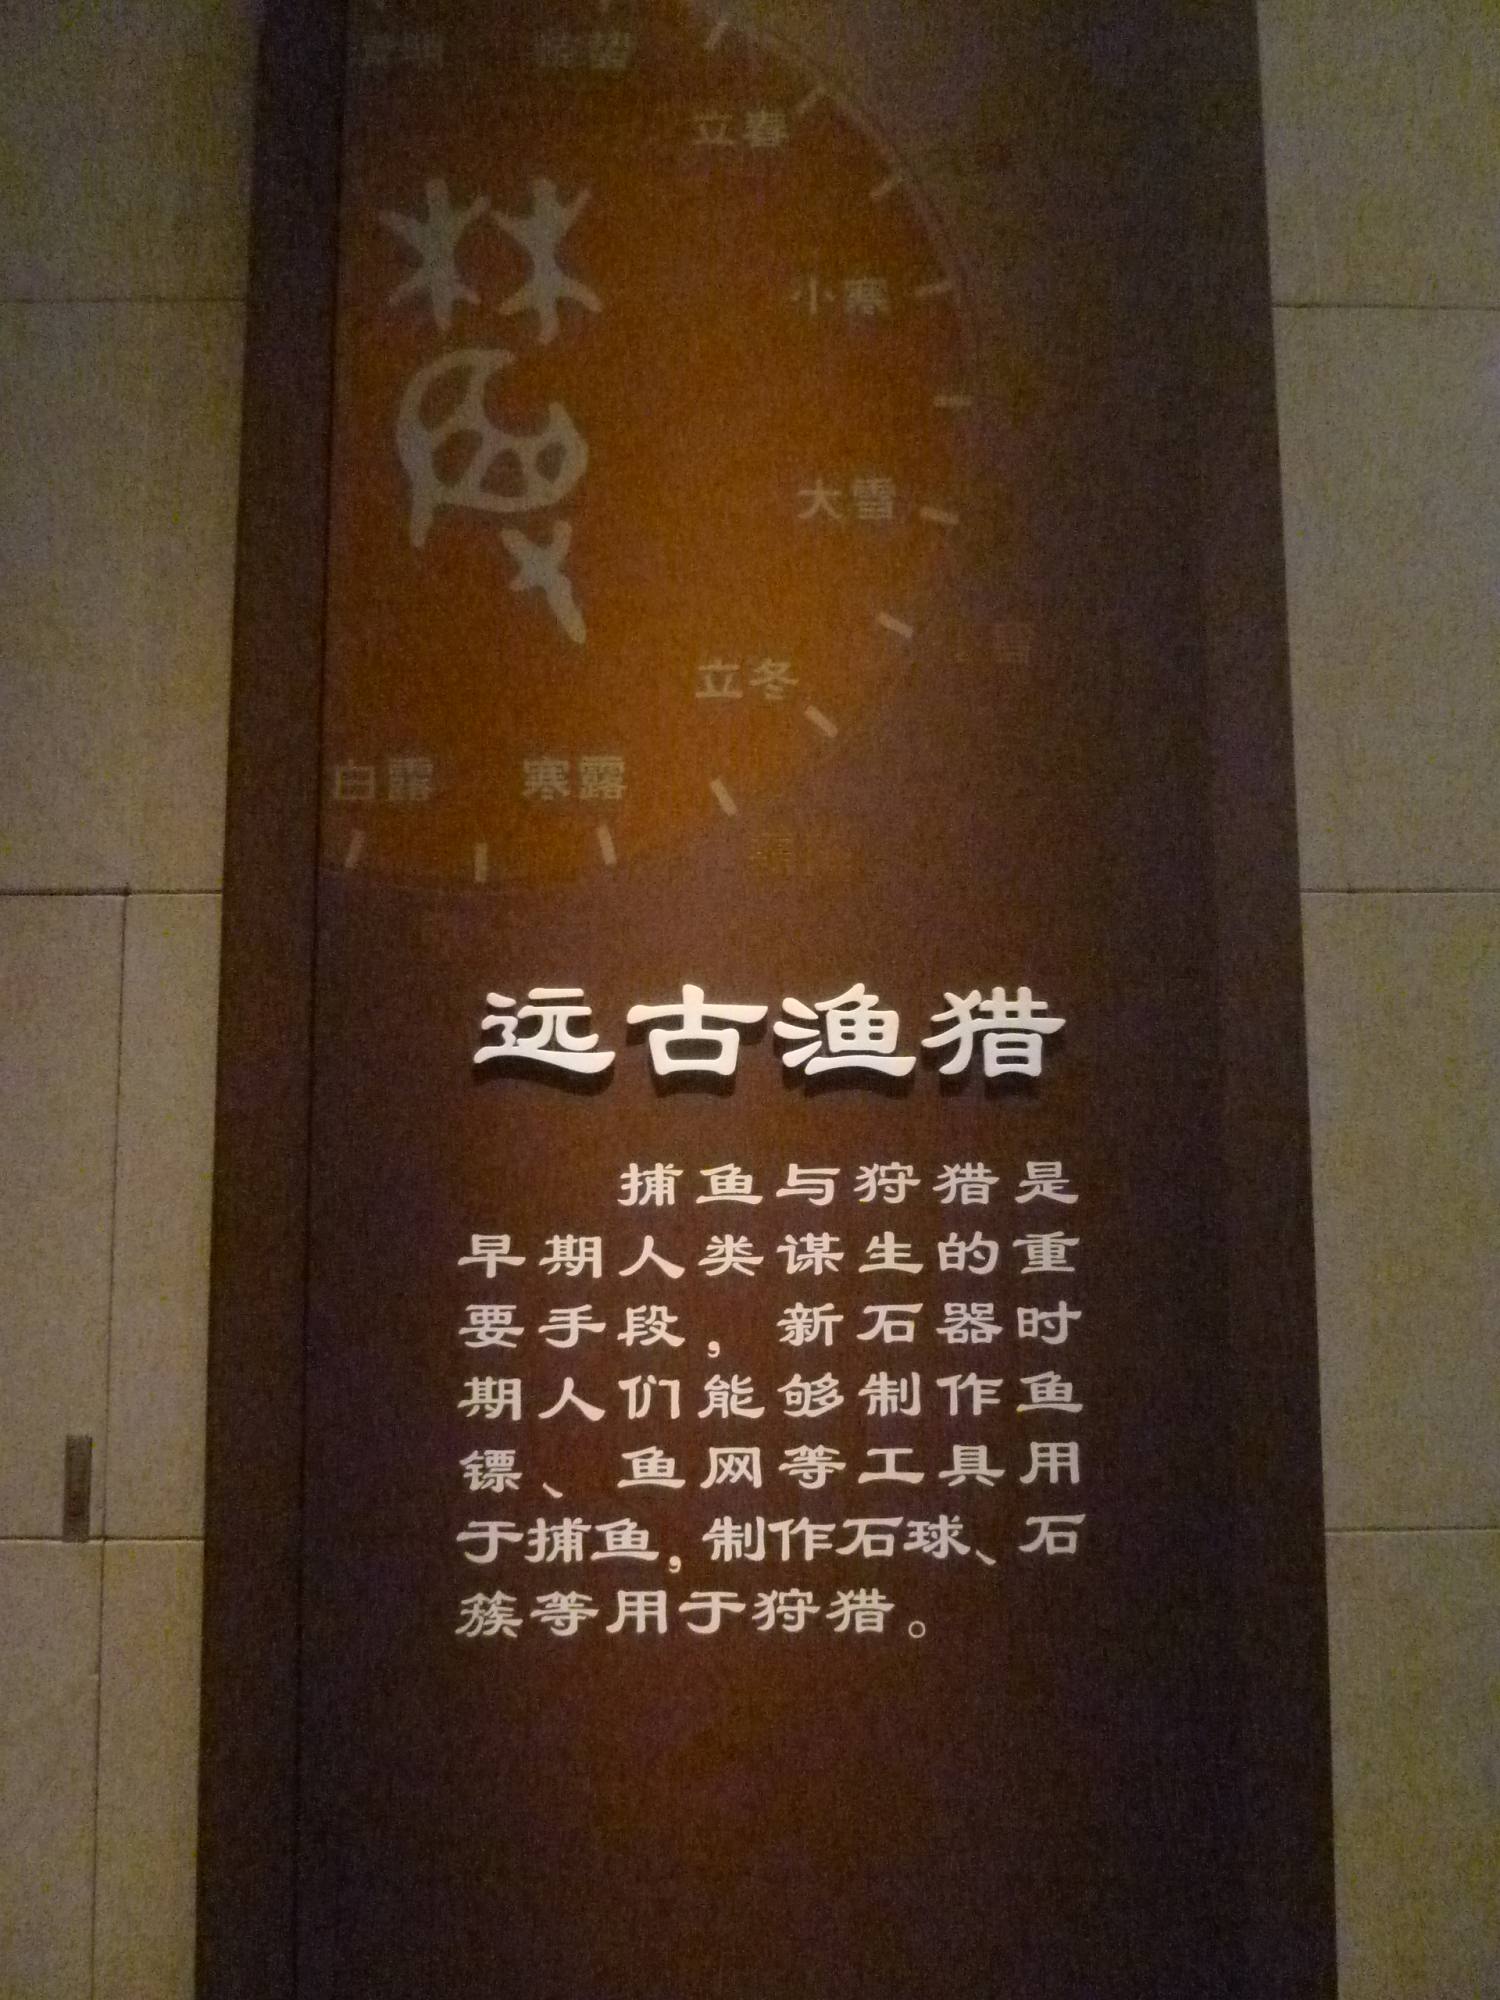 惊蛰
立春
小寒
大雪
立冬
寒露
白露
远古渔猎
捕鱼与狩猎是
早期人类谋生的重
要手段，新石器时
期人们能够制作鱼
镖、鱼网等工具用
于捕鱼，制作石球、石
簇等用于狩猎。